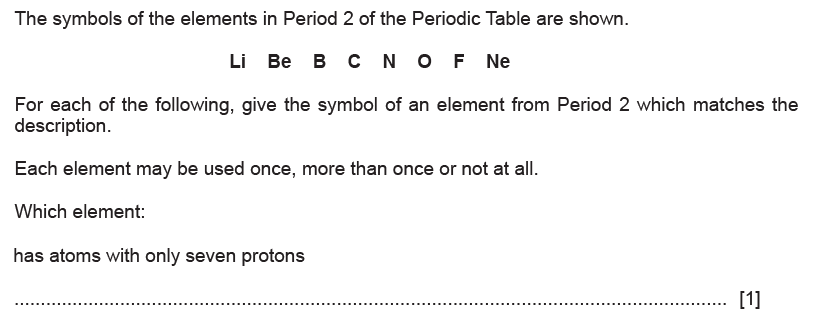 The symbols of the elements in Period 2 of the Periodic Table are shown.
Li Be B C N O F Ne
For each of the following, give the symbol of an element from Period 2 which matches the
description.
Each element may be used once, more than once or not at all.
Which element:
has atoms with only seven protons
.......................................................................................................................................... [1]